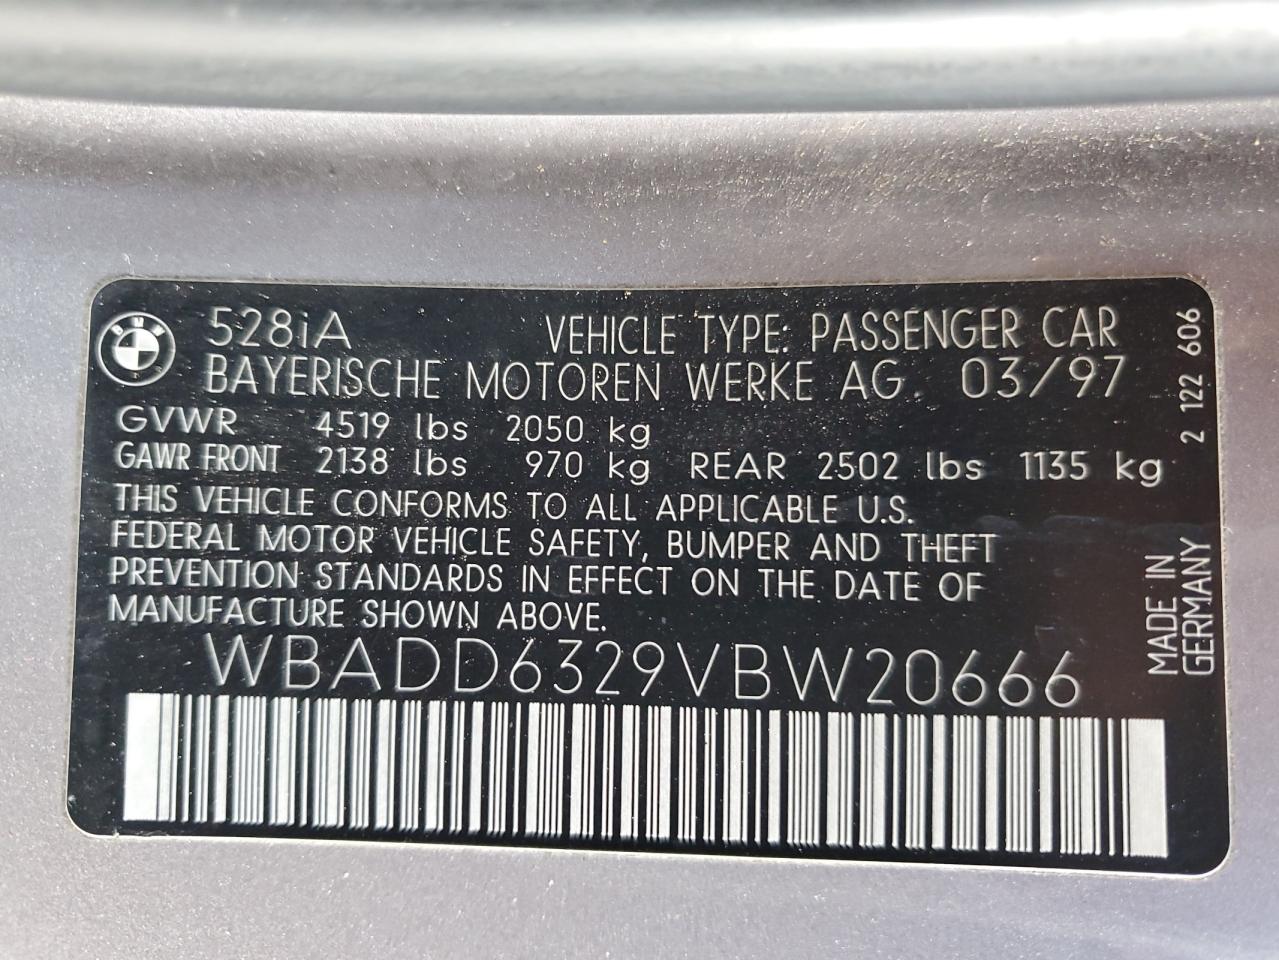 BMW
528iA VEHICLE TYPE: PASSENGER CAR
BAYERISCHE MOTOREN WERKE AG. 03/97
GVWR 4519 lbs 2050 kg
GAWR FRONT 2138 lbs 970 kg REAR 2502 lbs 1135 kg
THIS VEHICLE CONFORMS TO ALL APPLICABLE U.S.
FEDERAL MOTOR VEHICLE SAFETY, BUMPER AND THEFT
PREVENTION STANDARDS IN EFFECT ON THE DATE OF
MANUFACTURE SHOWN ABOVE.
WBADD6329VBW20666
2 122 606
MADE IN
GERMANY